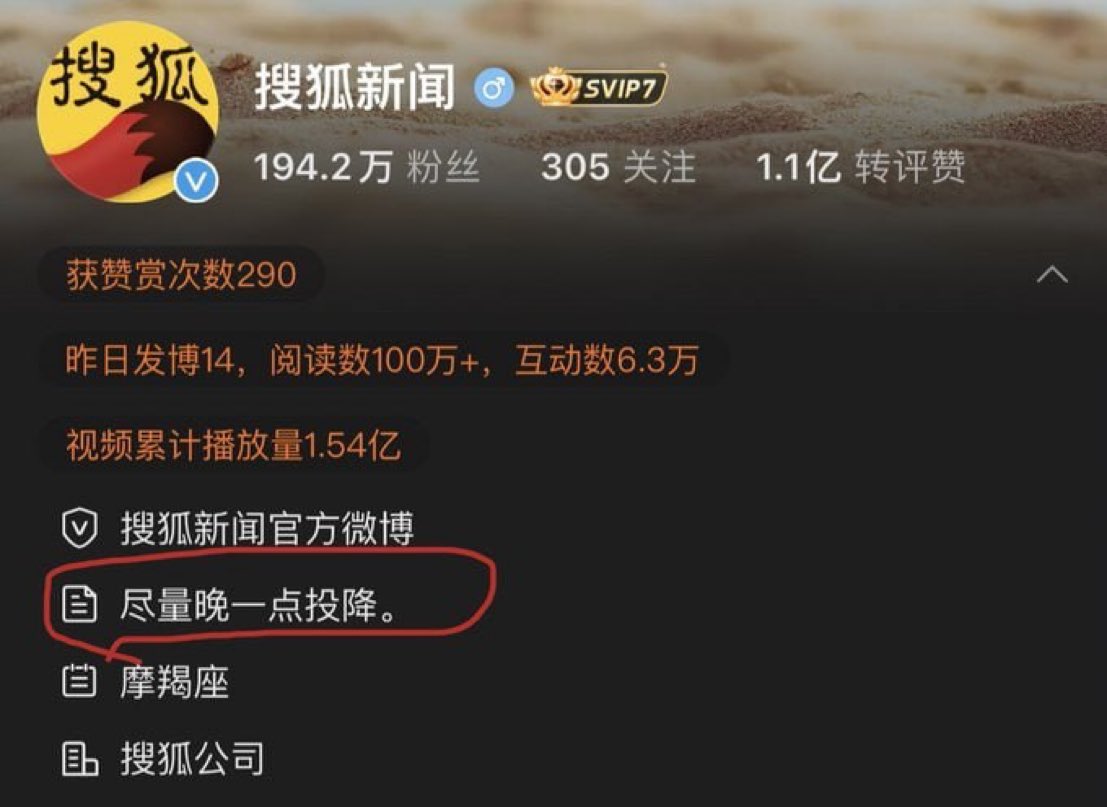 搜狐
搜狐新闻 SVIP7
194.2万 粉丝 305 关注 1.1亿 转评赞
获赞赏次数290
昨日发博14，阅读数100万+，互动数6.3万
视频累计播放量1.54亿
搜狐新闻官方微博
尽量晚一点投降。
摩羯座
搜狐公司